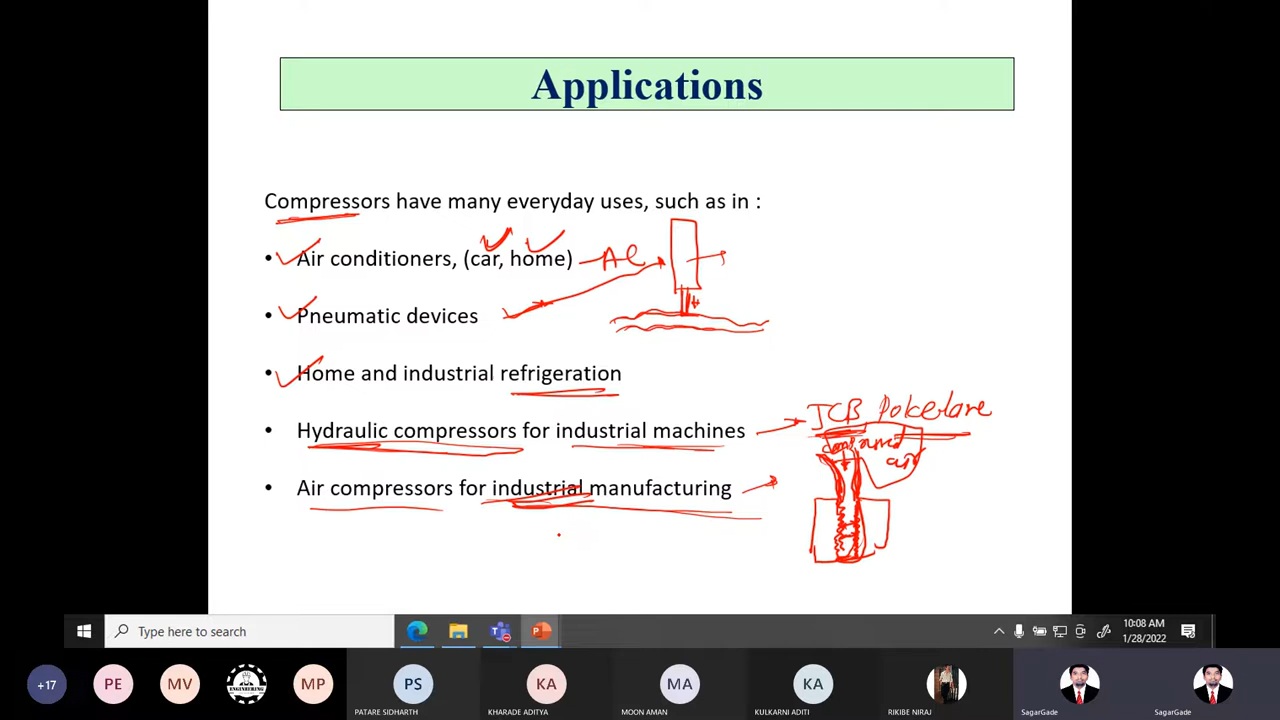 Applications
Compressors have many everyday uses, such as in :
• Air conditioners, (car, home) AC
• Pneumatic devices
• Home and industrial refrigeration
• Hydraulic compressors for industrial machines
JCB
• Air compressors for industrial manufacturing
air
Type here to search
10:08 AM
1/28/2022
+17
PE
MV
ENGINEERING
MP
PS
KA
MA
KA
PATARE SIDHARTH
KHARADE ADITYA
MOON AMAN
KULKARNI ADITI
RIKIBE NIRAJ
SagarGade
SagarGade